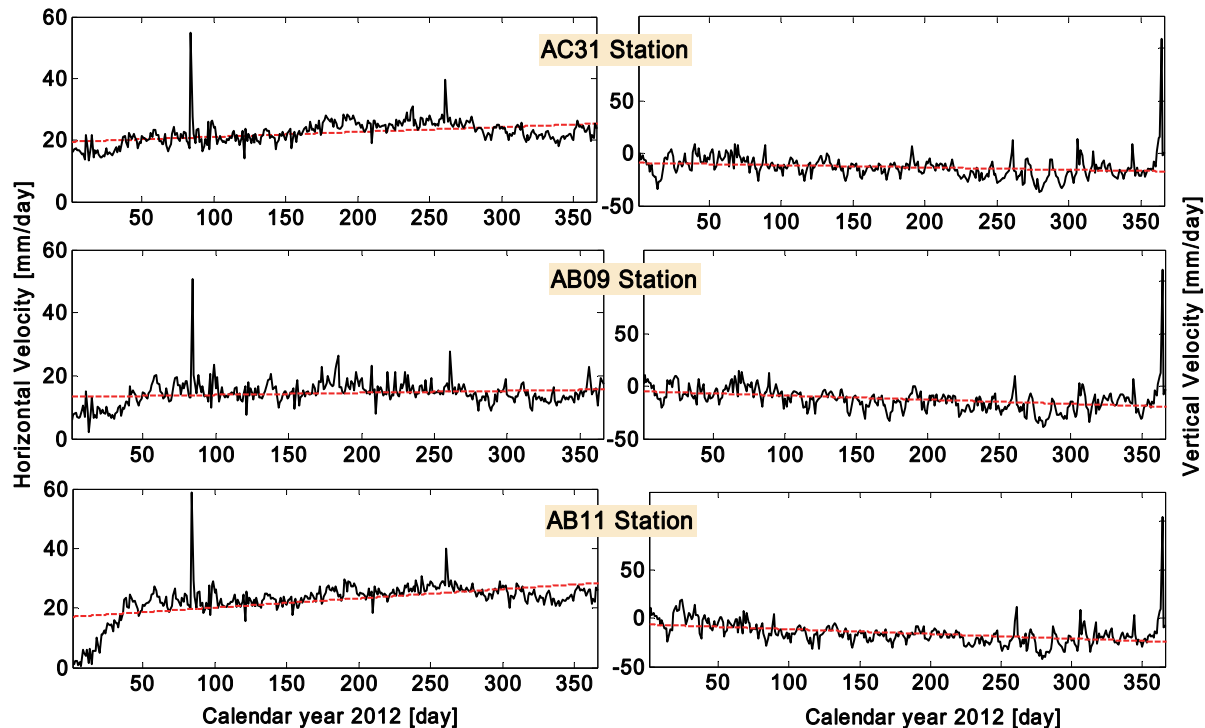 AC31 Station
60
40
20
0
50 100 150 200 250 300 350
50
0
-50
50 100 150 200 250 300 350
Horizontal Velocity [mm/day]
Vertical Velocity [mm/day]
AB09 Station
60
40
20
0
50 100 150 200 250 300 350
50
0
-50
50 100 150 200 250 300 350
AB11 Station
60
40
20
0
50 100 150 200 250 300 350
50
0
-50
50 100 150 200 250 300 350
Calendar year 2012 [day]
Calendar year 2012 [day]